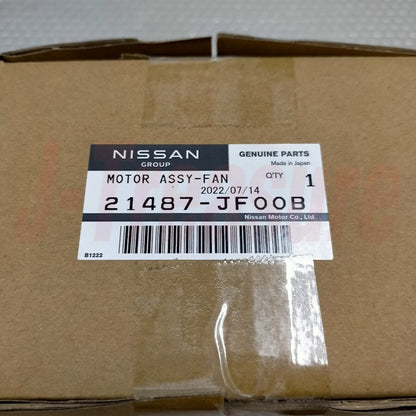 NISSAN
GROUP
GENUINE PARTS
Made in Japan
MOTOR ASSY-FAN
Q'TY 1
2022/07/14
21487-JF00B
Nissan Motor Co., Ltd.
B1222